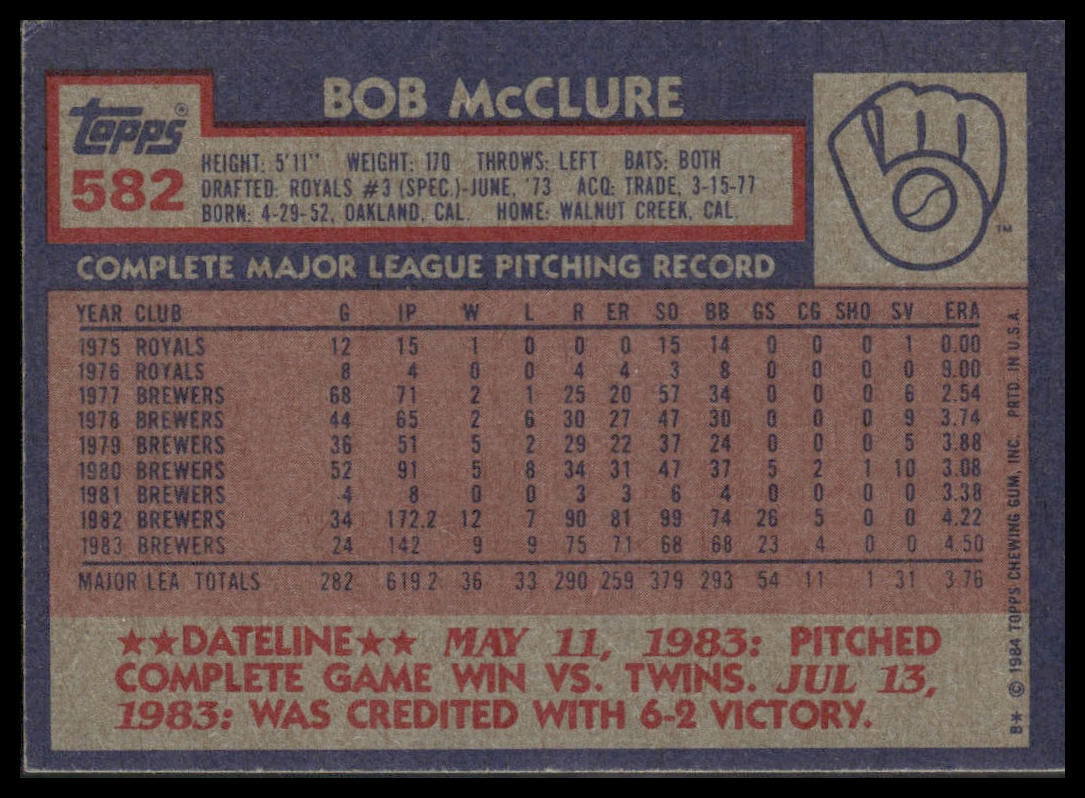 BOB McCLURE
Topps®
582
HEIGHT: 5'11" WEIGHT: 170 THROWS: LEFT BATS: BOTH
DRAFTED: ROYALS #3 (SPEC.)-JUNE, '73 ACQ: TRADE, 3-15-77
BORN: 4-29-52, OAKLAND, CAL. HOME: WALNUT CREEK, CAL.
TM
COMPLETE MAJOR LEAGUE PITCHING RECORD
YEAR CLUB G IP W L R ER SO BB GS CG SHO SV ERA
1975 ROYALS 12 15 1 0 0 0 15 14 0 0 0 1 0.00
1976 ROYALS 8 4 0 0 4 4 3 8 0 0 0 0 9.00
1977 BREWERS 68 71 2 1 25 20 57 34 0 0 0 6 2.54
1978 BREWERS 44 65 2 6 30 27 47 30 0 0 0 9 3.74
1979 BREWERS 36 51 5 2 29 22 37 24 0 0 0 5 3.88
1980 BREWERS 52 91 5 8 34 31 47 37 5 2 1 10 3.08
1981 BREWERS 4 8 0 0 3 3 6 4 0 0 0 0 3.38
1982 BREWERS 34 172.2 12 7 90 81 99 74 26 5 0 0 4.22
1983 BREWERS 24 142 9 9 75 71 68 68 23 4 0 0 4.50
MAJOR LEA TOTALS 282 619.2 36 33 290 259 379 293 54 11 1 31 3.76
★★DATELINE★★ MAY 11, 1983: PITCHED
COMPLETE GAME WIN VS. TWINS. JUL 13,
1983: WAS CREDITED WITH 6-2 VICTORY.
B* © 1984 TOPPS CHEWING GUM, INC. PRTD. IN U.S.A.